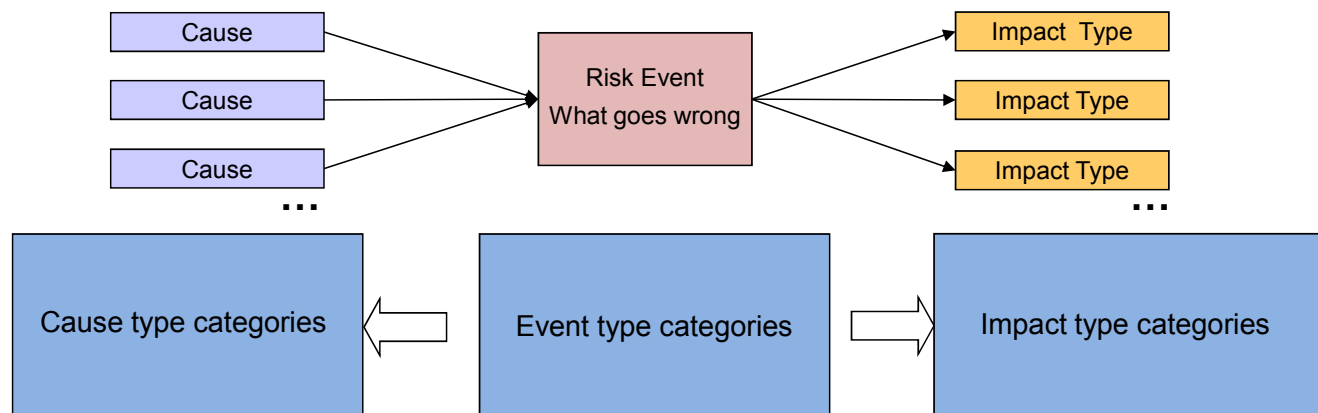 Cause
Cause
Cause
...
Risk Event
What goes wrong
Impact  Type
Impact Type
Impact Type
...
Cause type categories
Event type categories
Impact type categories